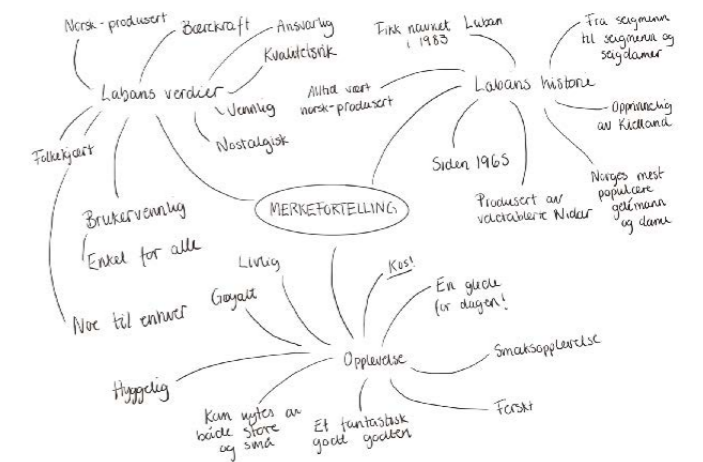 Norsk-produsert
Bærekraft
Ansvarlig
Kvalitetsrik
Labans verdier
Vennlig
Nostalgisk
Folkekjært
Brukervennlig
Enkel for alle
Noe til enhver
Fikk navnet Laban
i 1983
Alltid vært
norsk-produsert
Labans historie
Fra seigmenn
til seigmenn og
seigdamer
Opprinnelig
av Kielland
Norges mest
populære
gelémann
og dame
Siden 1965
Produsert av
veletablerte Nidar
MERKEFORTELLING
Livlig
Gøyalt
Kos!
En glede
for dagen!
Opplevelse
Smaksopplevelse
Hyggelig
Ferskt
Kan nytes av
både store
og små
Et fantastisk
godt godteri